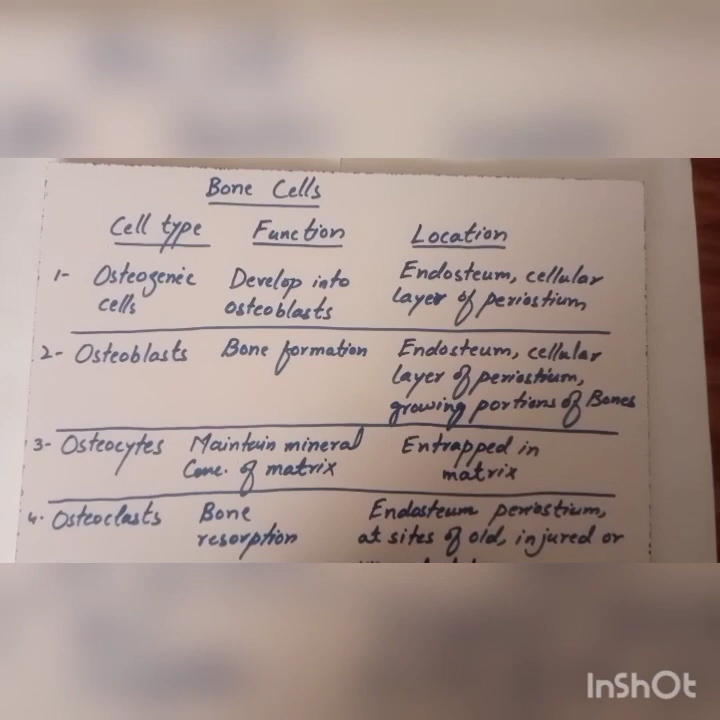 Bone Cells
Cell type Function Location
1- Osteogenic Develop into Endosteum, cellular
cells osteoblasts layer of periostium
2- Osteoblasts Bone formation Endosteum, cellular
layer of periostium,
growing portions of Bones
3- Osteocytes Maintain mineral Entrapped in
Conc. of matrix matrix
4. Osteoclasts Bone Endosteum periostium,
resorption at sites of old, injured or
InShOt